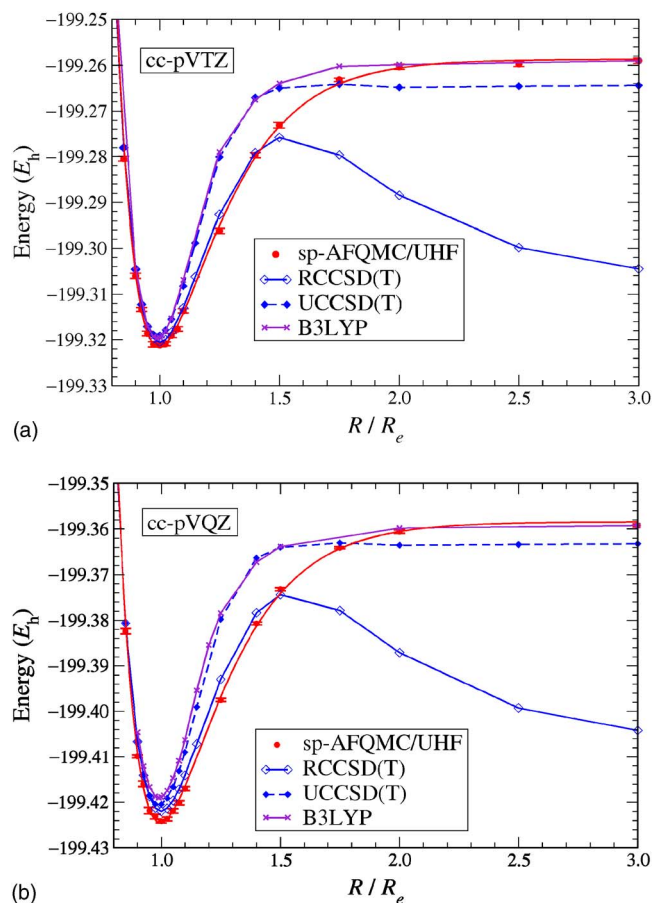 −199.25
−199.26
−199.27
−199.28
−199.29
−199.30
−199.31
−199.32
−199.33
Energy (Eh)
cc-pVTZ
sp-AFQMC/UHF
RCCSD(T)
UCCSD(T)
B3LYP
1.0 1.5 2.0 2.5 3.0
R / Re
(a)
−199.35
−199.36
−199.37
−199.38
−199.39
−199.40
−199.41
−199.42
−199.43
Energy (Eh)
cc-pVQZ
sp-AFQMC/UHF
RCCSD(T)
UCCSD(T)
B3LYP
1.0 1.5 2.0 2.5 3.0
R / Re
(b)